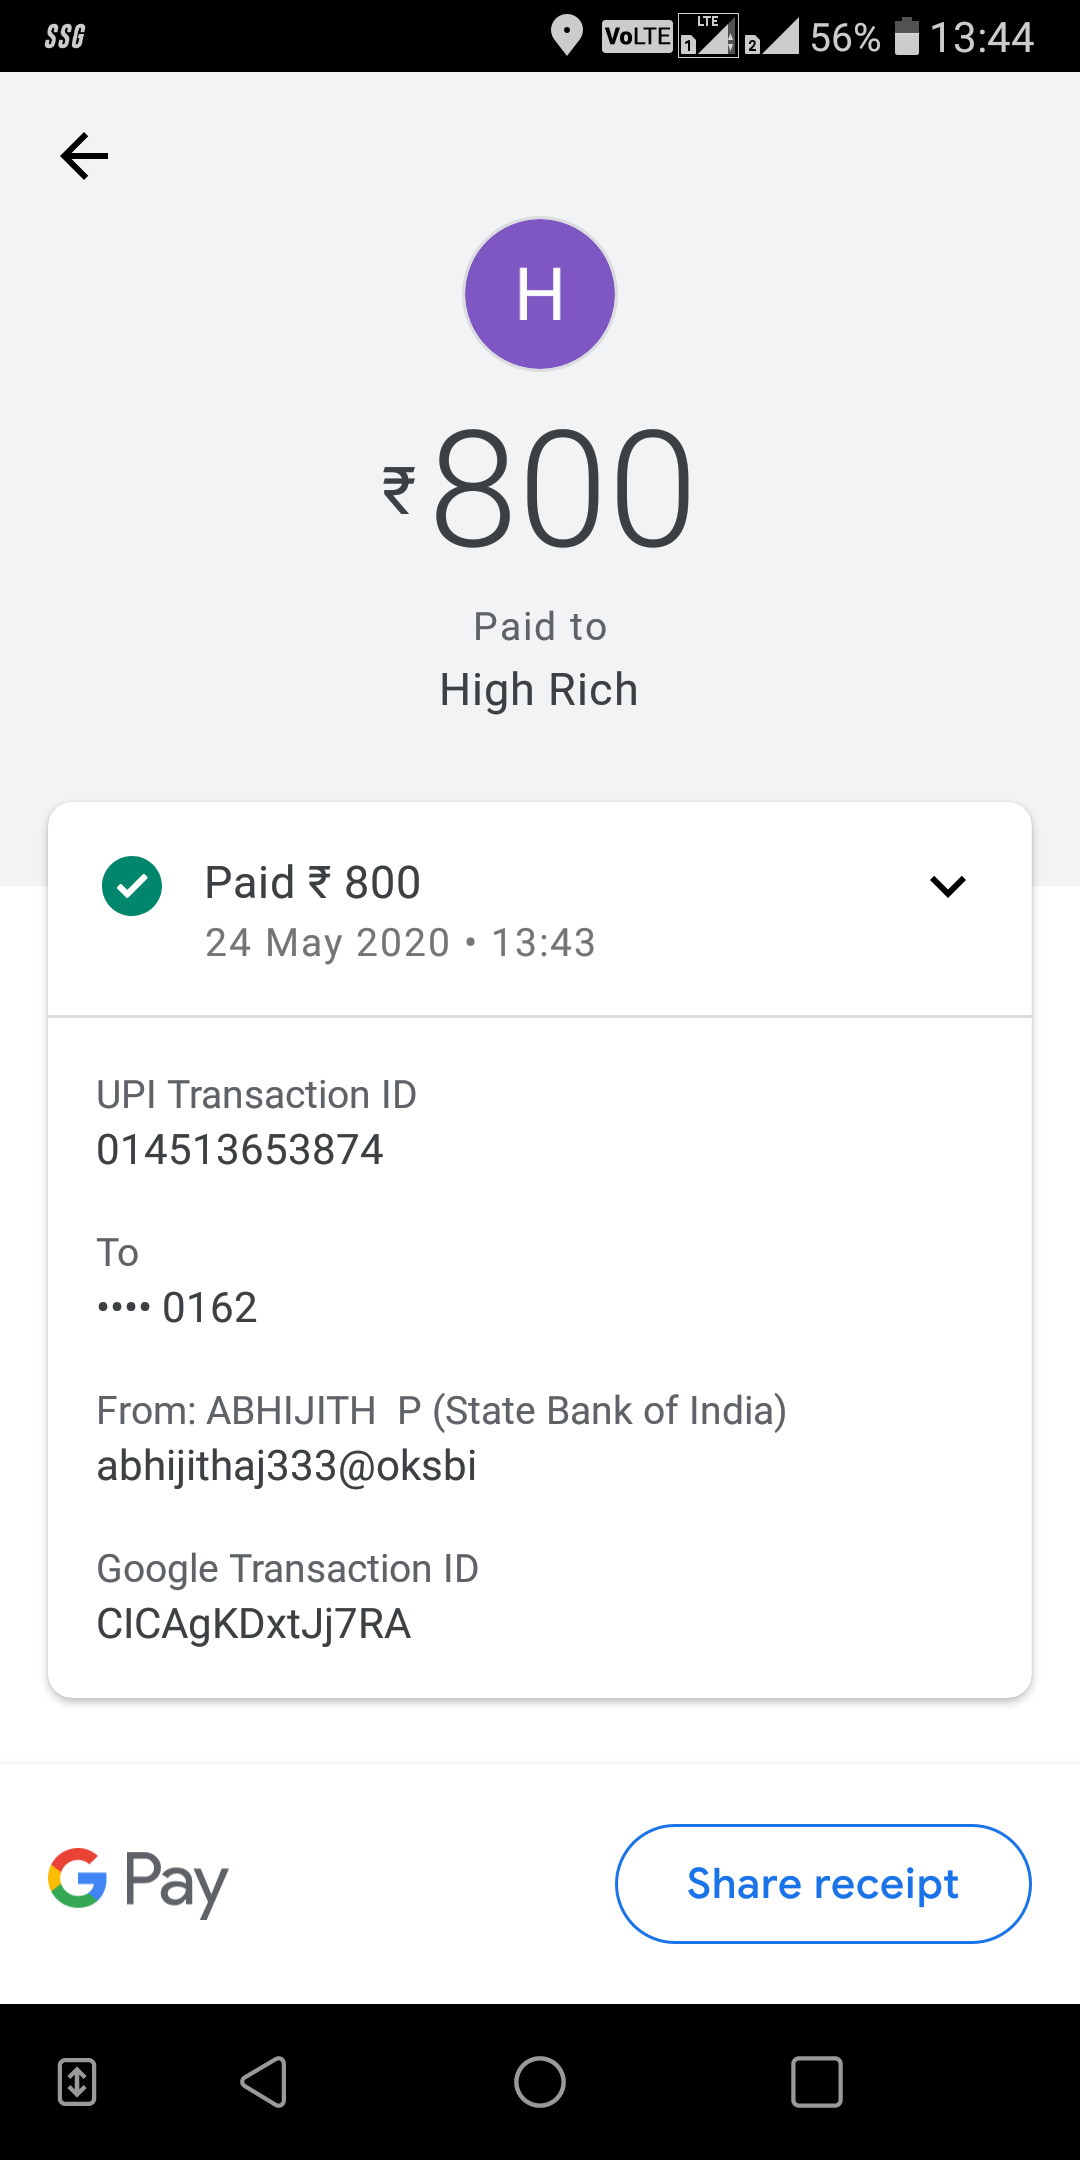 SSG VoLTE LTE 1 2 56% 13:44
H
₹800
Paid to
High Rich
Paid ₹ 800
24 May 2020 • 13:43
UPI Transaction ID
014513653874
To
•••• 0162
From: ABHIJITH  P (State Bank of India)
abhijithaj333@oksbi
Google Transaction ID
CICAgKDxtJj7RA
G Pay
Share receipt